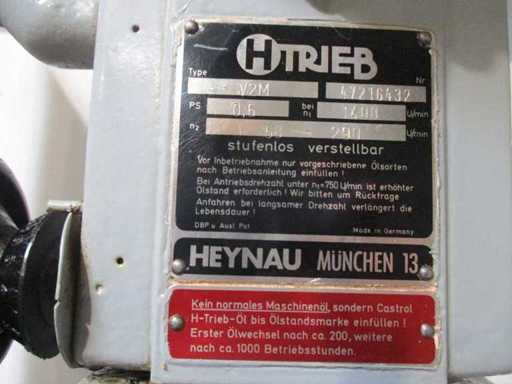 H TRIEB
Type V2M Nr 47216432
PS 0,6 bei n₁ 1400 U/min
n₂ – 290 U/min
stufenlos verstellbar
Vor Inbetriebnahme nur vorgeschriebene Ölsorten
nach Betriebsanleitung einfüllen !
Bei Antriebsdrehzahl unter n₁=750 U/min ist erhöhter
Ölstand erforderlich ! Wir bitten um Rückfrage
Anfahren bei langsamer Drehzahl verlängert die
Lebensdauer !
DBP u Ausl. Pat Made in Germany
HEYNAU MÜNCHEN 13
Kein normales Maschinenöl, sondern Castrol
H-Trieb-Öl bis Ölstandsmarke einfüllen !
Erster Ölwechsel nach ca. 200, weitere
nach ca. 1000 Betriebsstunden.